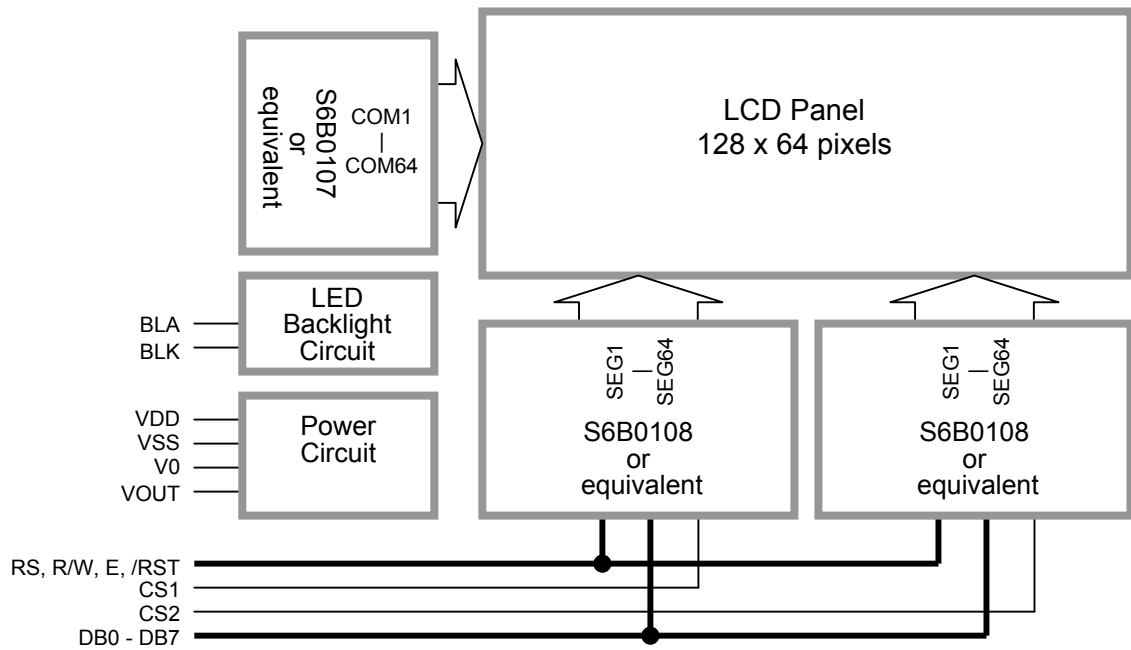 S6B0107
or
equivalent
COM1
|
COM64
LCD Panel
128 x 64 pixels
BLA
BLK
LED
Backlight
Circuit
VDD
VSS
V0
VOUT
Power
Circuit
SEG1
|
SEG64
S6B0108
or
equivalent
SEG1
|
SEG64
S6B0108
or
equivalent
RS, R/W, E, /RST
CS1
CS2
DB0 - DB7